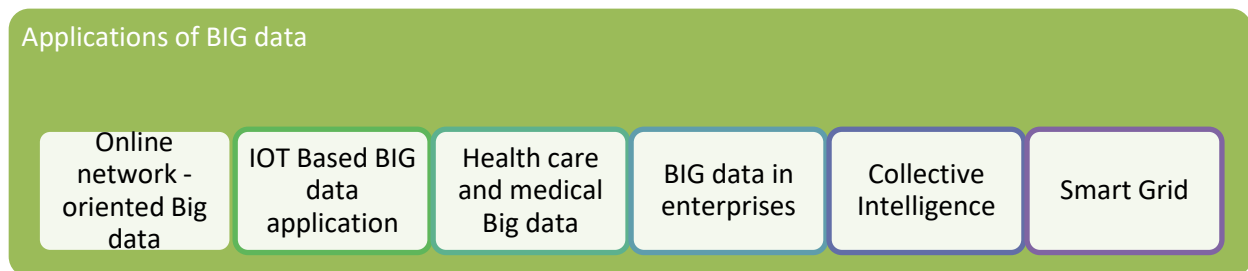 Applications of BIG data
Online
network -
oriented Big
data
IOT Based BIG
data
application
Health care
and medical
Big data
BIG data in
enterprises
Collective
Intelligence
Smart Grid